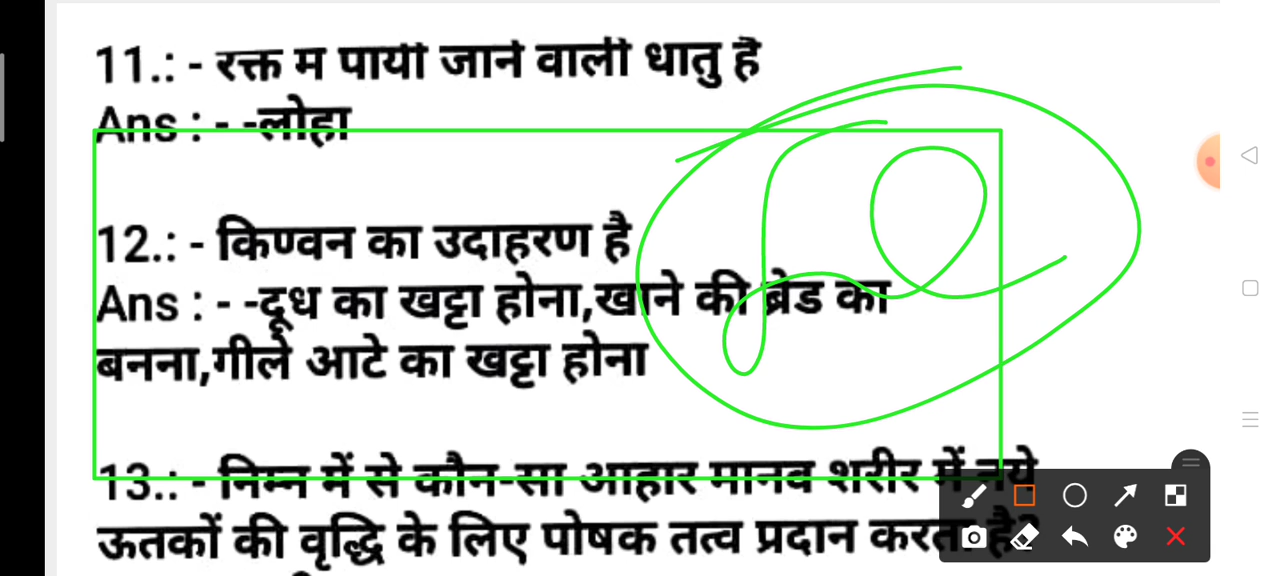 11.: - रक्त में पायी जाने वाली धातु है
Ans : - -लोहा
12.: - किण्वन का उदाहरण है
Ans : - -दूध का खट्टा होना,खाने की ब्रेड का
बनना,गीले आटे का खट्टा होना
13.: - निम्न में से कौन-सा आहार मानव शरीर में नये
ऊतकों की वृद्धि के लिए पोषक तत्व प्रदान करता है?